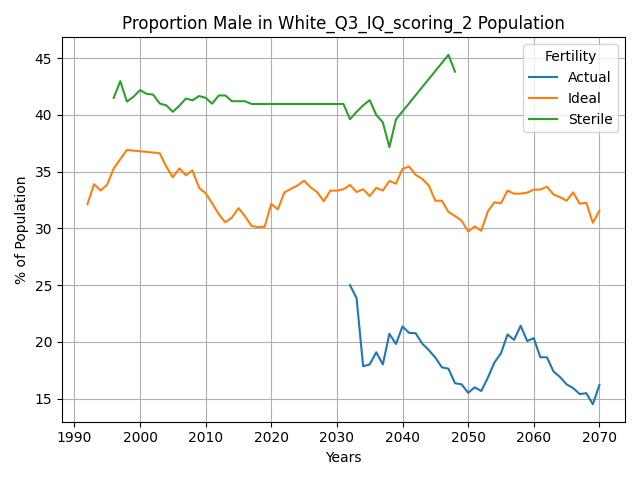 Proportion Male in White_Q3_IQ_scoring_2 Population
Fertility
Actual
Ideal
Sterile
% of Population
45
40
35
30
25
20
15
1990 2000 2010 2020 2030 2040 2050 2060 2070
Years